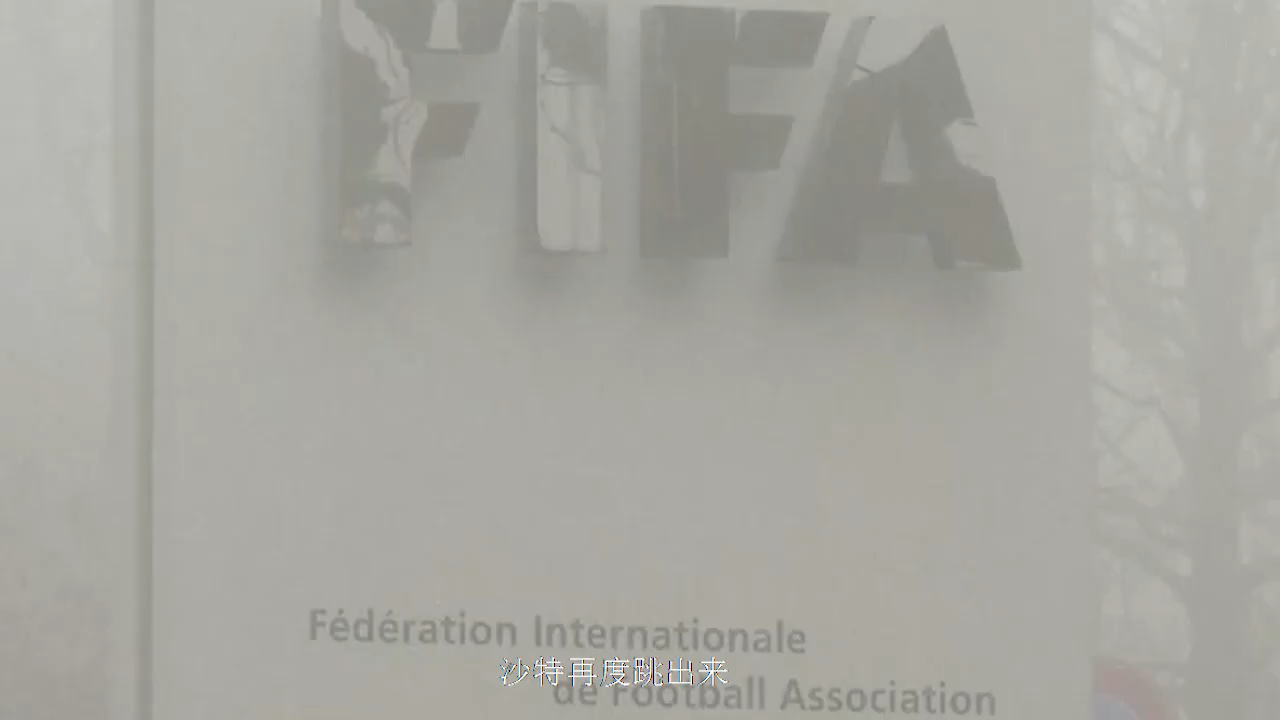 FIFA
Fédération Internationale
沙特再度跳出来
de Football Association